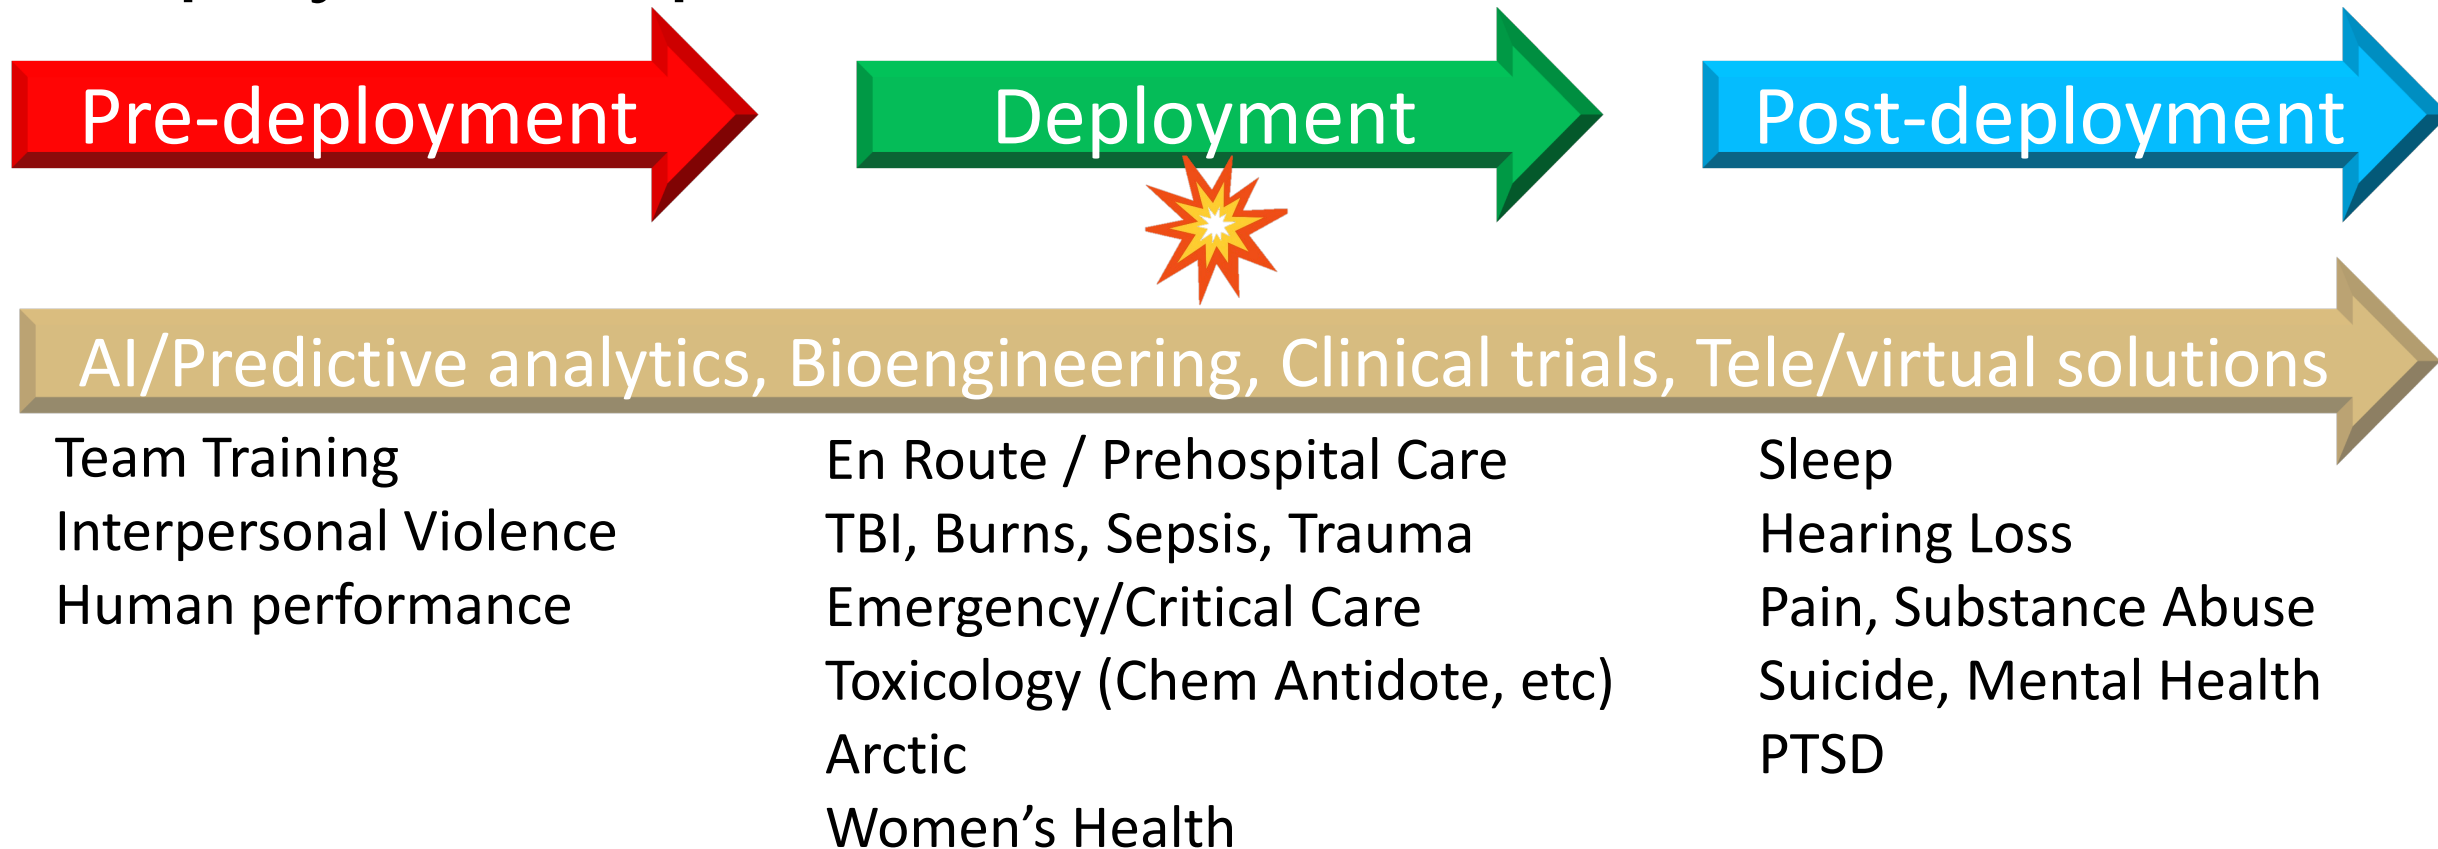 Pre-deployment
Deployment
Post-deployment
AI/Predictive analytics, Bioengineering, Clinical trials, Tele/virtual solutions
Team Training
Interpersonal Violence
Human performance
En Route / Prehospital Care
TBI, Burns, Sepsis, Trauma
Emergency/Critical Care
Toxicology (Chem Antidote, etc)
Arctic
Women’s Health
Sleep
Hearing Loss
Pain, Substance Abuse
Suicide, Mental Health
PTSD